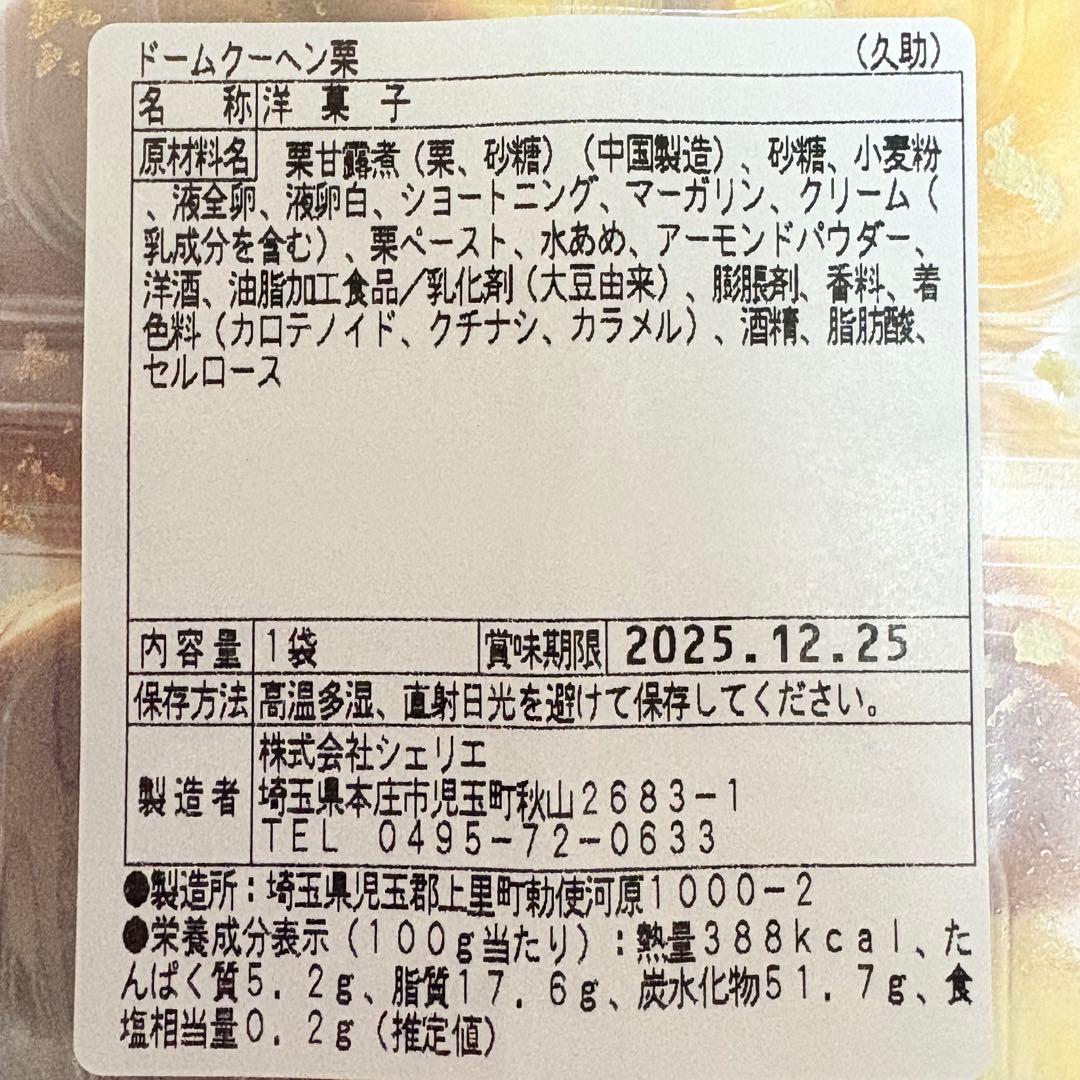 ドームクーヘン栗 (久助)
名称 洋菓子
原材料名 栗甘露煮(栗、砂糖)(中国製造)、砂糖、小麦粉
、液全卵、液卵白、ショートニング、マーガリン、クリーム(
乳成分を含む)、栗ペースト、水あめ、アーモンドパウダー、
洋酒、油脂加工食品/乳化剤(大豆由来)、膨脹剤、香料、着
色料(カロテノイド、クチナシ、カラメル)、酒精、脂肪酸、
セルロース
内容量 1袋 賞味期限 2025.12.25
保存方法 高温多湿、直射日光を避けて保存してください。
製造者 株式会社シェリエ
埼玉県本庄市児玉町秋山2683-1
TEL 0495-72-0633
●製造所:埼玉県児玉郡上里町勅使河原1000-2
●栄養成分表示(100g当たり):熱量388kcal、た
んぱく質5.2g、脂質17.6g、炭水化物51.7g、食
塩相当量0.2g(推定値)